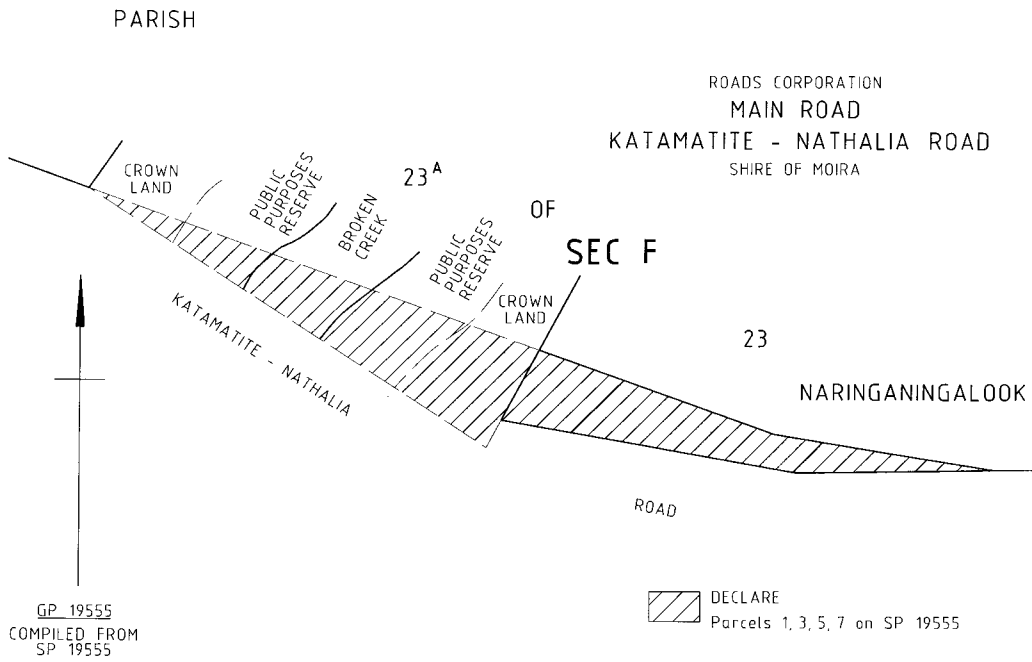 PARISH
ROADS CORPORATION
MAIN ROAD
KATAMATITE - NATHALIA ROAD
SHIRE OF MOIRA
CROWN
LAND
PUBLIC
PURPOSES
RESERVE
23A
BROKEN
CREEK
OF
PUBLIC
PURPOSES
RESERVE
SEC F
CROWN
LAND
KATAMATITE - NATHALIA
23
NARINGANINGALOOK
ROAD
GP 19555
COMPILED FROM
SP 19555
DECLARE
Parcels 1, 3, 5, 7 on SP 19555